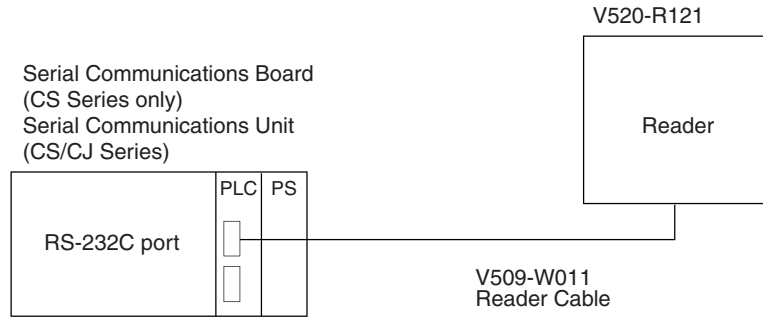 V520-R121
Serial Communications Board
(CS Series only)
Serial Communications Unit
(CS/CJ Series)
Reader
PLC PS
RS-232C port
V509-W011
Reader Cable